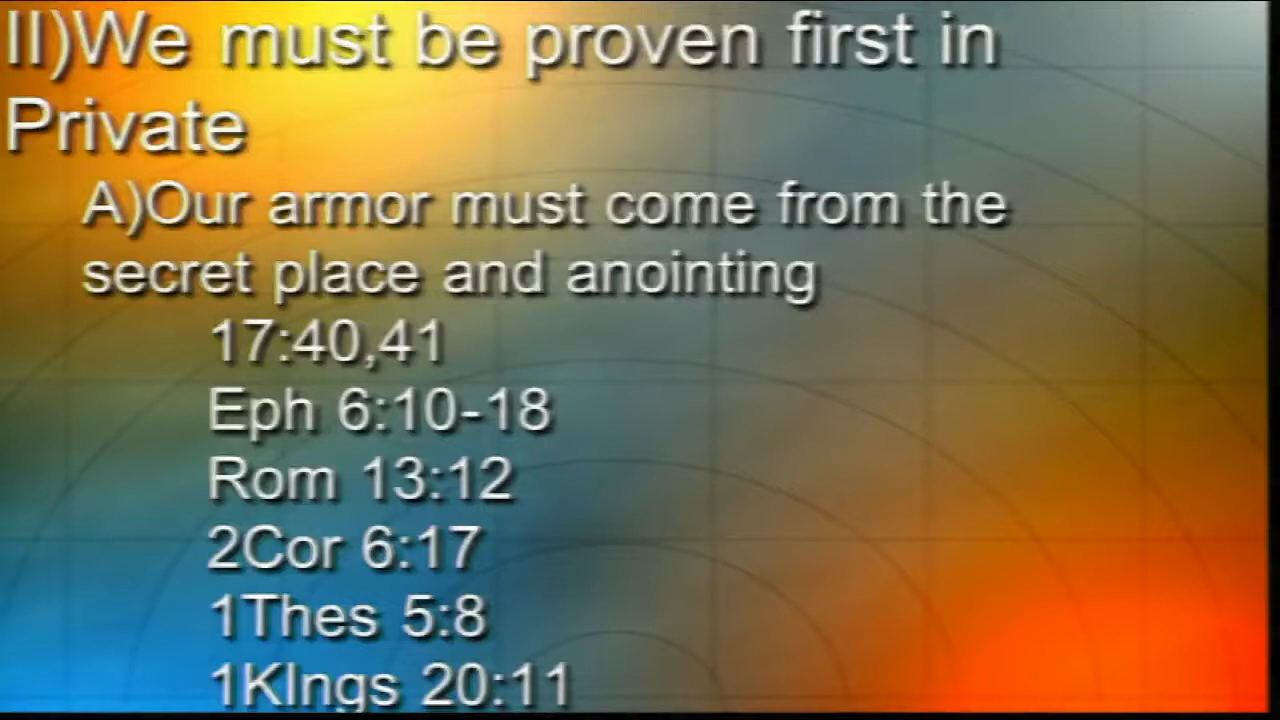 II)We must be proven first in
Private
A)Our armor must come from the
secret place and anointing
17:40,41
Eph 6:10-18
Rom 13:12
2Cor 6:17
1Thes 5:8
1KIngs 20:11